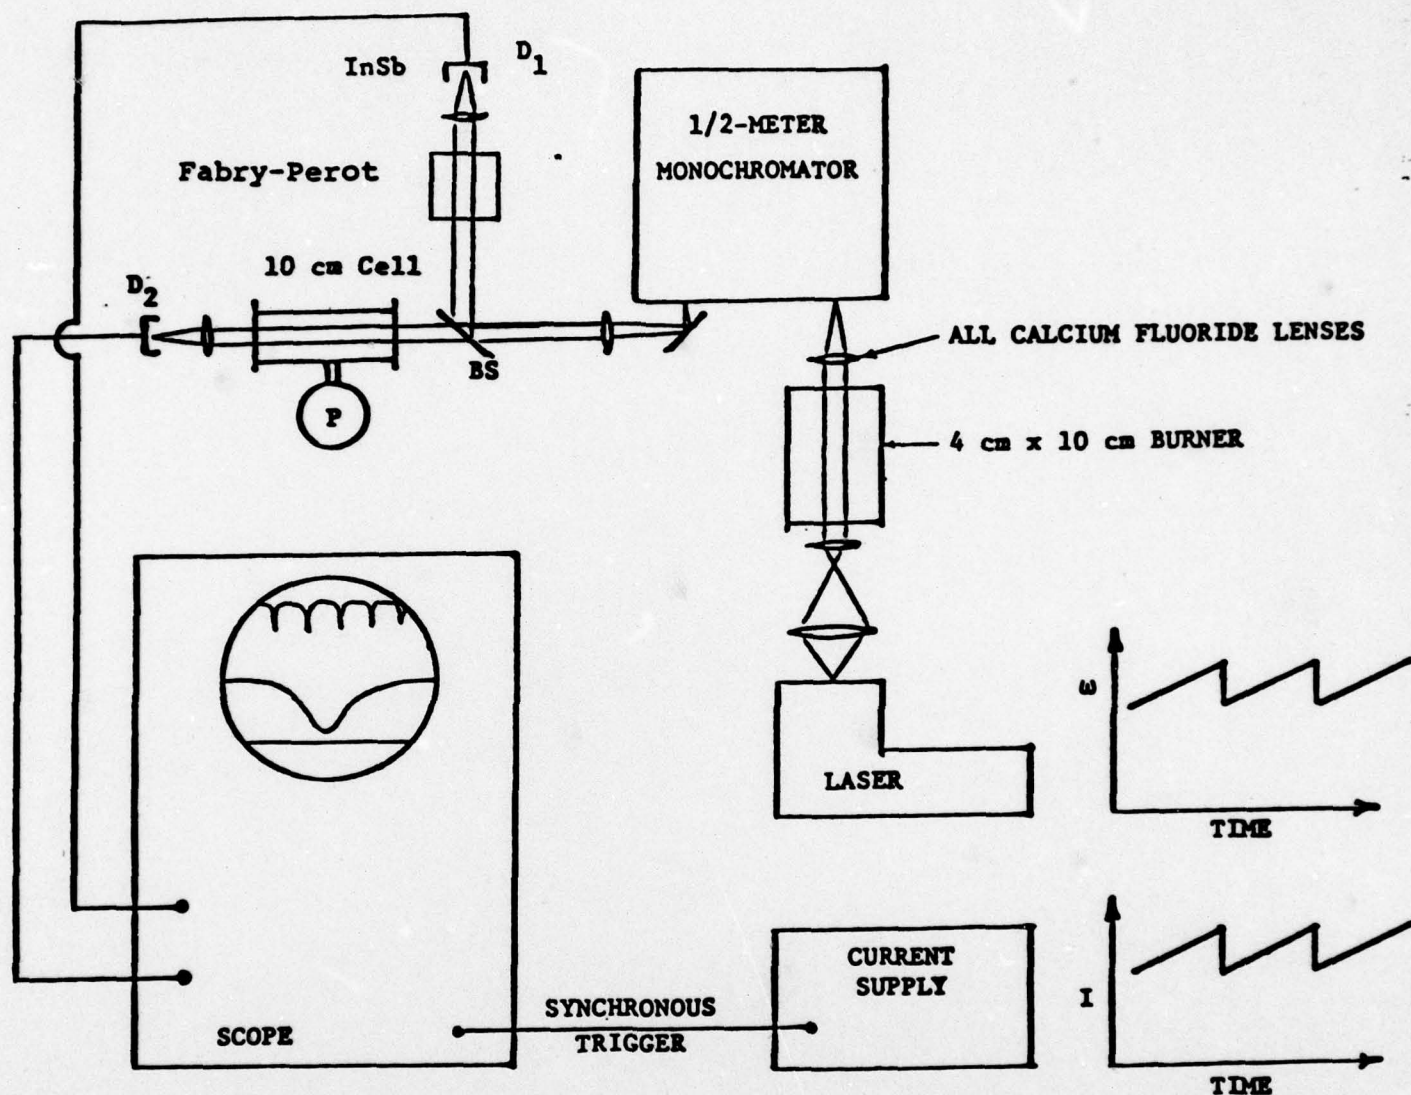 InSb
D1
Fabry-Perot
10 cm Cell
D2
BS
P
1/2-METER
MONOCHROMATOR
ALL CALCIUM FLUORIDE LENSES
4 cm x 10 cm BURNER
LASER
ω
TIME
CURRENT
SUPPLY
I
TIME
SYNCHRONOUS
TRIGGER
SCOPE